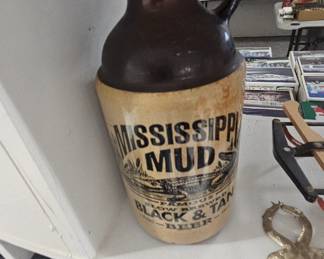 MISSISSIPPI
MUD
BLACK & TAN
BEER